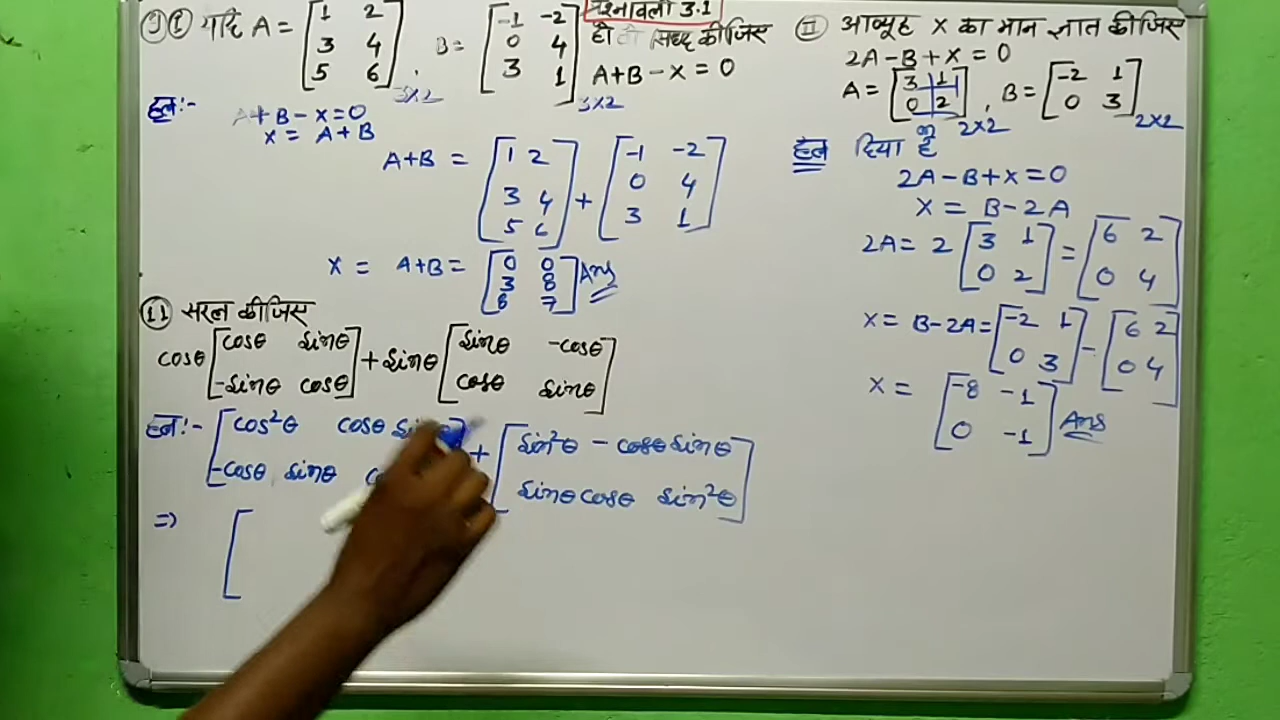 9) ① यदि A = [1 2
3 4
5 6] 3×2
B = [-1 -2
0 4
3 1] 3×2
प्रश्नावली 3.1
हो तो सिद्ध कीजिए
A+B-x=0
हल:-
A+B-x=0
x = A+B
A+B = [1 2
3 4
5 6] + [-1 -2
0 4
3 1]
x = A+B = [0 0
3 8
8 7] Ans
⑪ सरल कीजिए
cosθ [cosθ sinθ
-sinθ cosθ] + sinθ [sinθ -cosθ
cosθ sinθ]
हल:- [cos²θ cosθ
-cosθ sinθ] + [sin²θ - cosθ sinθ
sinθ cosθ sin²θ]
⇒ [
Ⅱ आव्यूह X का मान ज्ञात कीजिए
2A-B+X=0
A = [3 1
0 2] 2×2, B = [-2 1
0 3] 2×2
हल दिया है
2A-B+x=0
X = B-2A
2A = 2 [3 1
0 2] = [6 2
0 4]
x = B-2A = [-2 1
0 3] - [6 2
0 4]
x = [-8 -1
0 -1] Ans